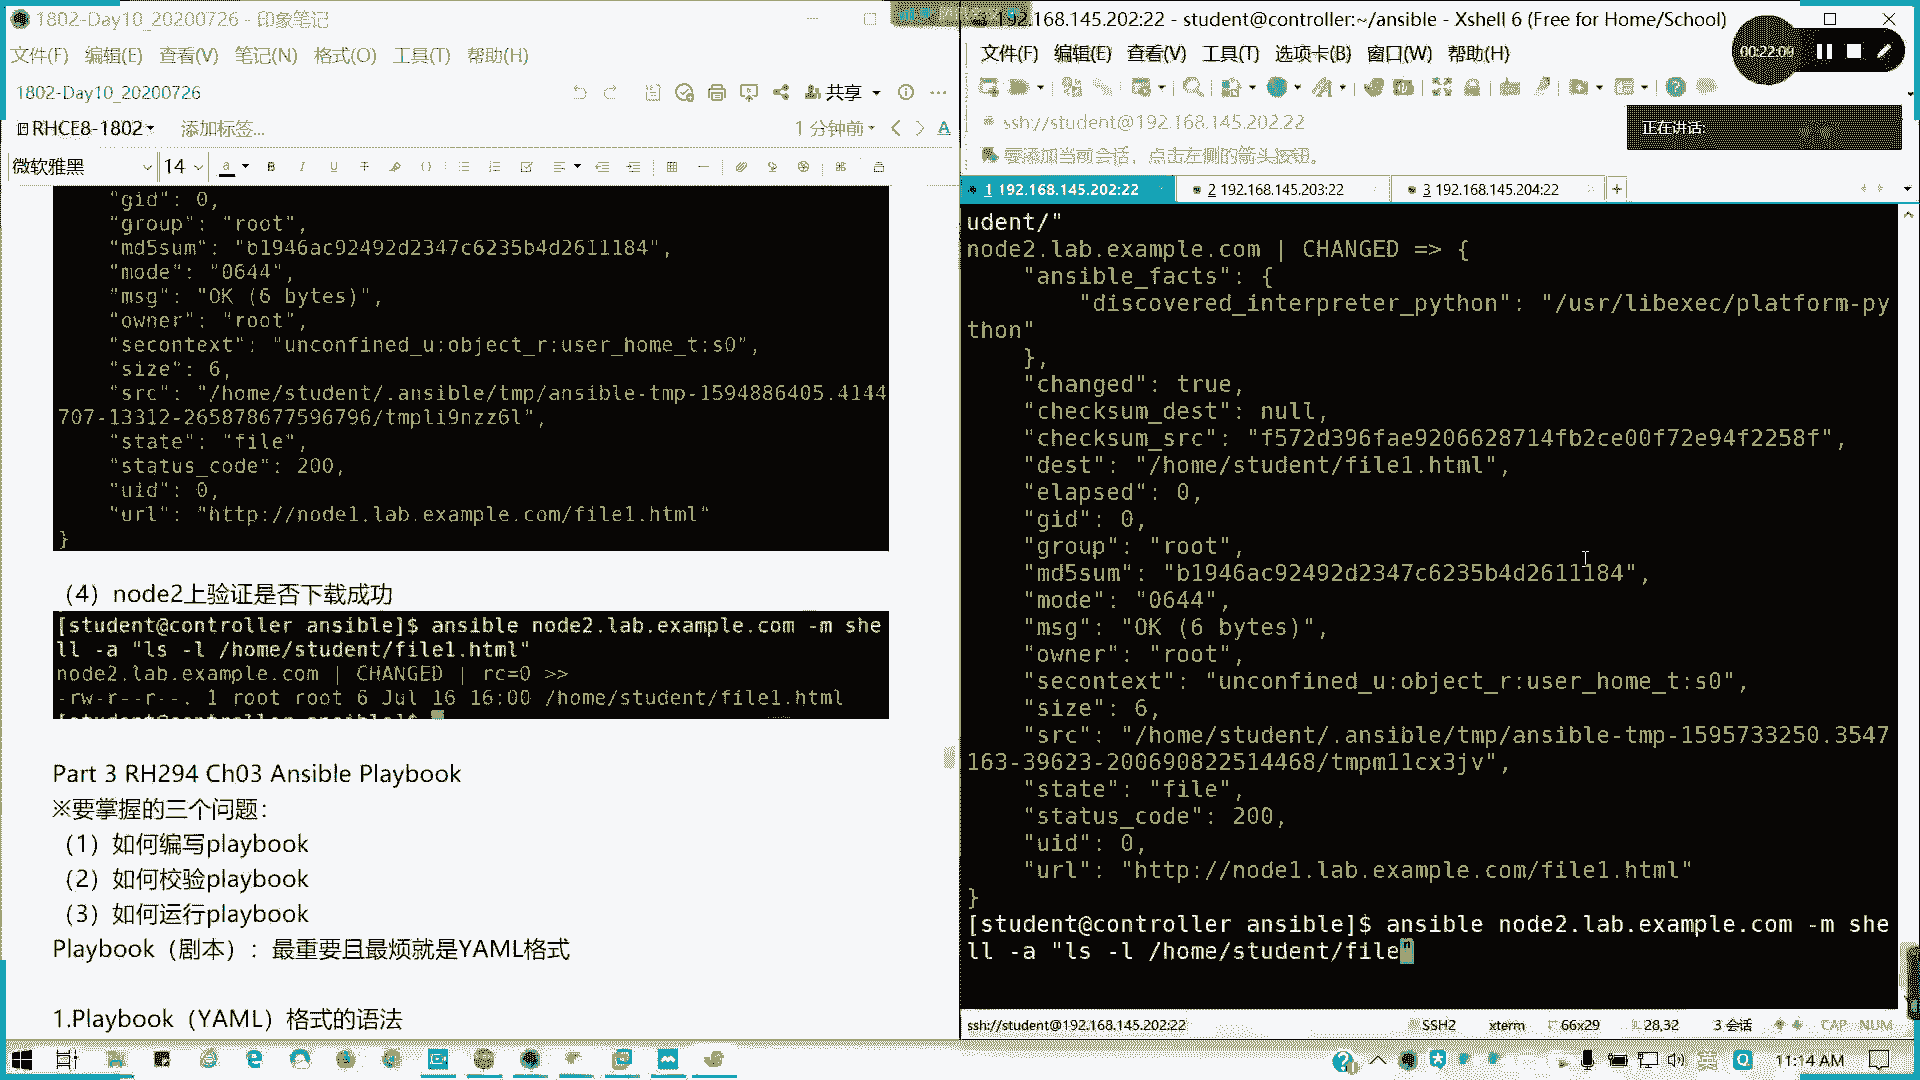 1802-Day10_20200726 - 印象笔记
文件(F) 编辑(E) 查看(V) 笔记(N) 格式(O) 工具(T) 帮助(H)
1802-Day10_20200726
共享
RHCE8-1802
添加标签...
1 分钟前
微软雅黑
14
"gid": 0,
"group": "root",
"md5sum": "b1946ac92492d2347c6235b4d2611184",
"mode": "0644",
"msg": "OK (6 bytes)",
"owner": "root",
"secontext": "unconfined_u:object_r:user_home_t:s0",
"size": 6,
"src": "/home/student/.ansible/tmp/ansible-tmp-1594886405.4144
707-13312-265878677596796/tmpli9nzz6l",
"state": "file",
"status_code": 200,
"uid": 0,
"url": "http://node1.lab.example.com/file1.html"
}
（4）node2上验证是否下载成功
[student@controller ansible]$ ansible node2.lab.example.com -m she
ll -a "ls -l /home/student/file1.html"
node2.lab.example.com | CHANGED | rc=0 >>
-rw-r--r--. 1 root root 6 Jul 16 16:00 /home/student/file1.html
[student@controller ansible]$
Part 3 RH294 Ch03 Ansible Playbook
※要掌握的三个问题：
（1）如何编写playbook
（2）如何校验playbook
（3）如何运行playbook
Playbook（剧本）：最重要且最烦就是YAML格式
1.Playbook（YAML）格式的语法
192.168.145.202:22 - student@controller:~/ansible - Xshell 6 (Free for Home/School)
文件(F) 编辑(E) 查看(V) 工具(T) 选项卡(B) 窗口(W) 帮助(H)
00:22:09
ssh://student@192.168.145.202:22
正在讲话:
要添加当前会话，点击左侧的箭头按钮。
1 192.168.145.202:22
2 192.168.145.203:22
3 192.168.145.204:22
udent/"
node2.lab.example.com | CHANGED => {
"ansible_facts": {
"discovered_interpreter_python": "/usr/libexec/platform-py
thon"
},
"changed": true,
"checksum_dest": null,
"checksum_src": "f572d396fae9206628714fb2ce00f72e94f2258f",
"dest": "/home/student/file1.html",
"elapsed": 0,
"gid": 0,
"group": "root",
"md5sum": "b1946ac92492d2347c6235b4d2611184",
"mode": "0644",
"msg": "OK (6 bytes)",
"owner": "root",
"secontext": "unconfined_u:object_r:user_home_t:s0",
"size": 6,
"src": "/home/student/.ansible/tmp/ansible-tmp-1595733250.3547
163-39623-200690822514468/tmpm11cx3jv",
"state": "file",
"status_code": 200,
"uid": 0,
"url": "http://node1.lab.example.com/file1.html"
}
[student@controller ansible]$ ansible node2.lab.example.com -m she
ll -a "ls -l /home/student/file"
ssh://student@192.168.145.202:22
SSH2
xterm
66x29
28,32
3 会话
CAP NUM
英
11:14 AM